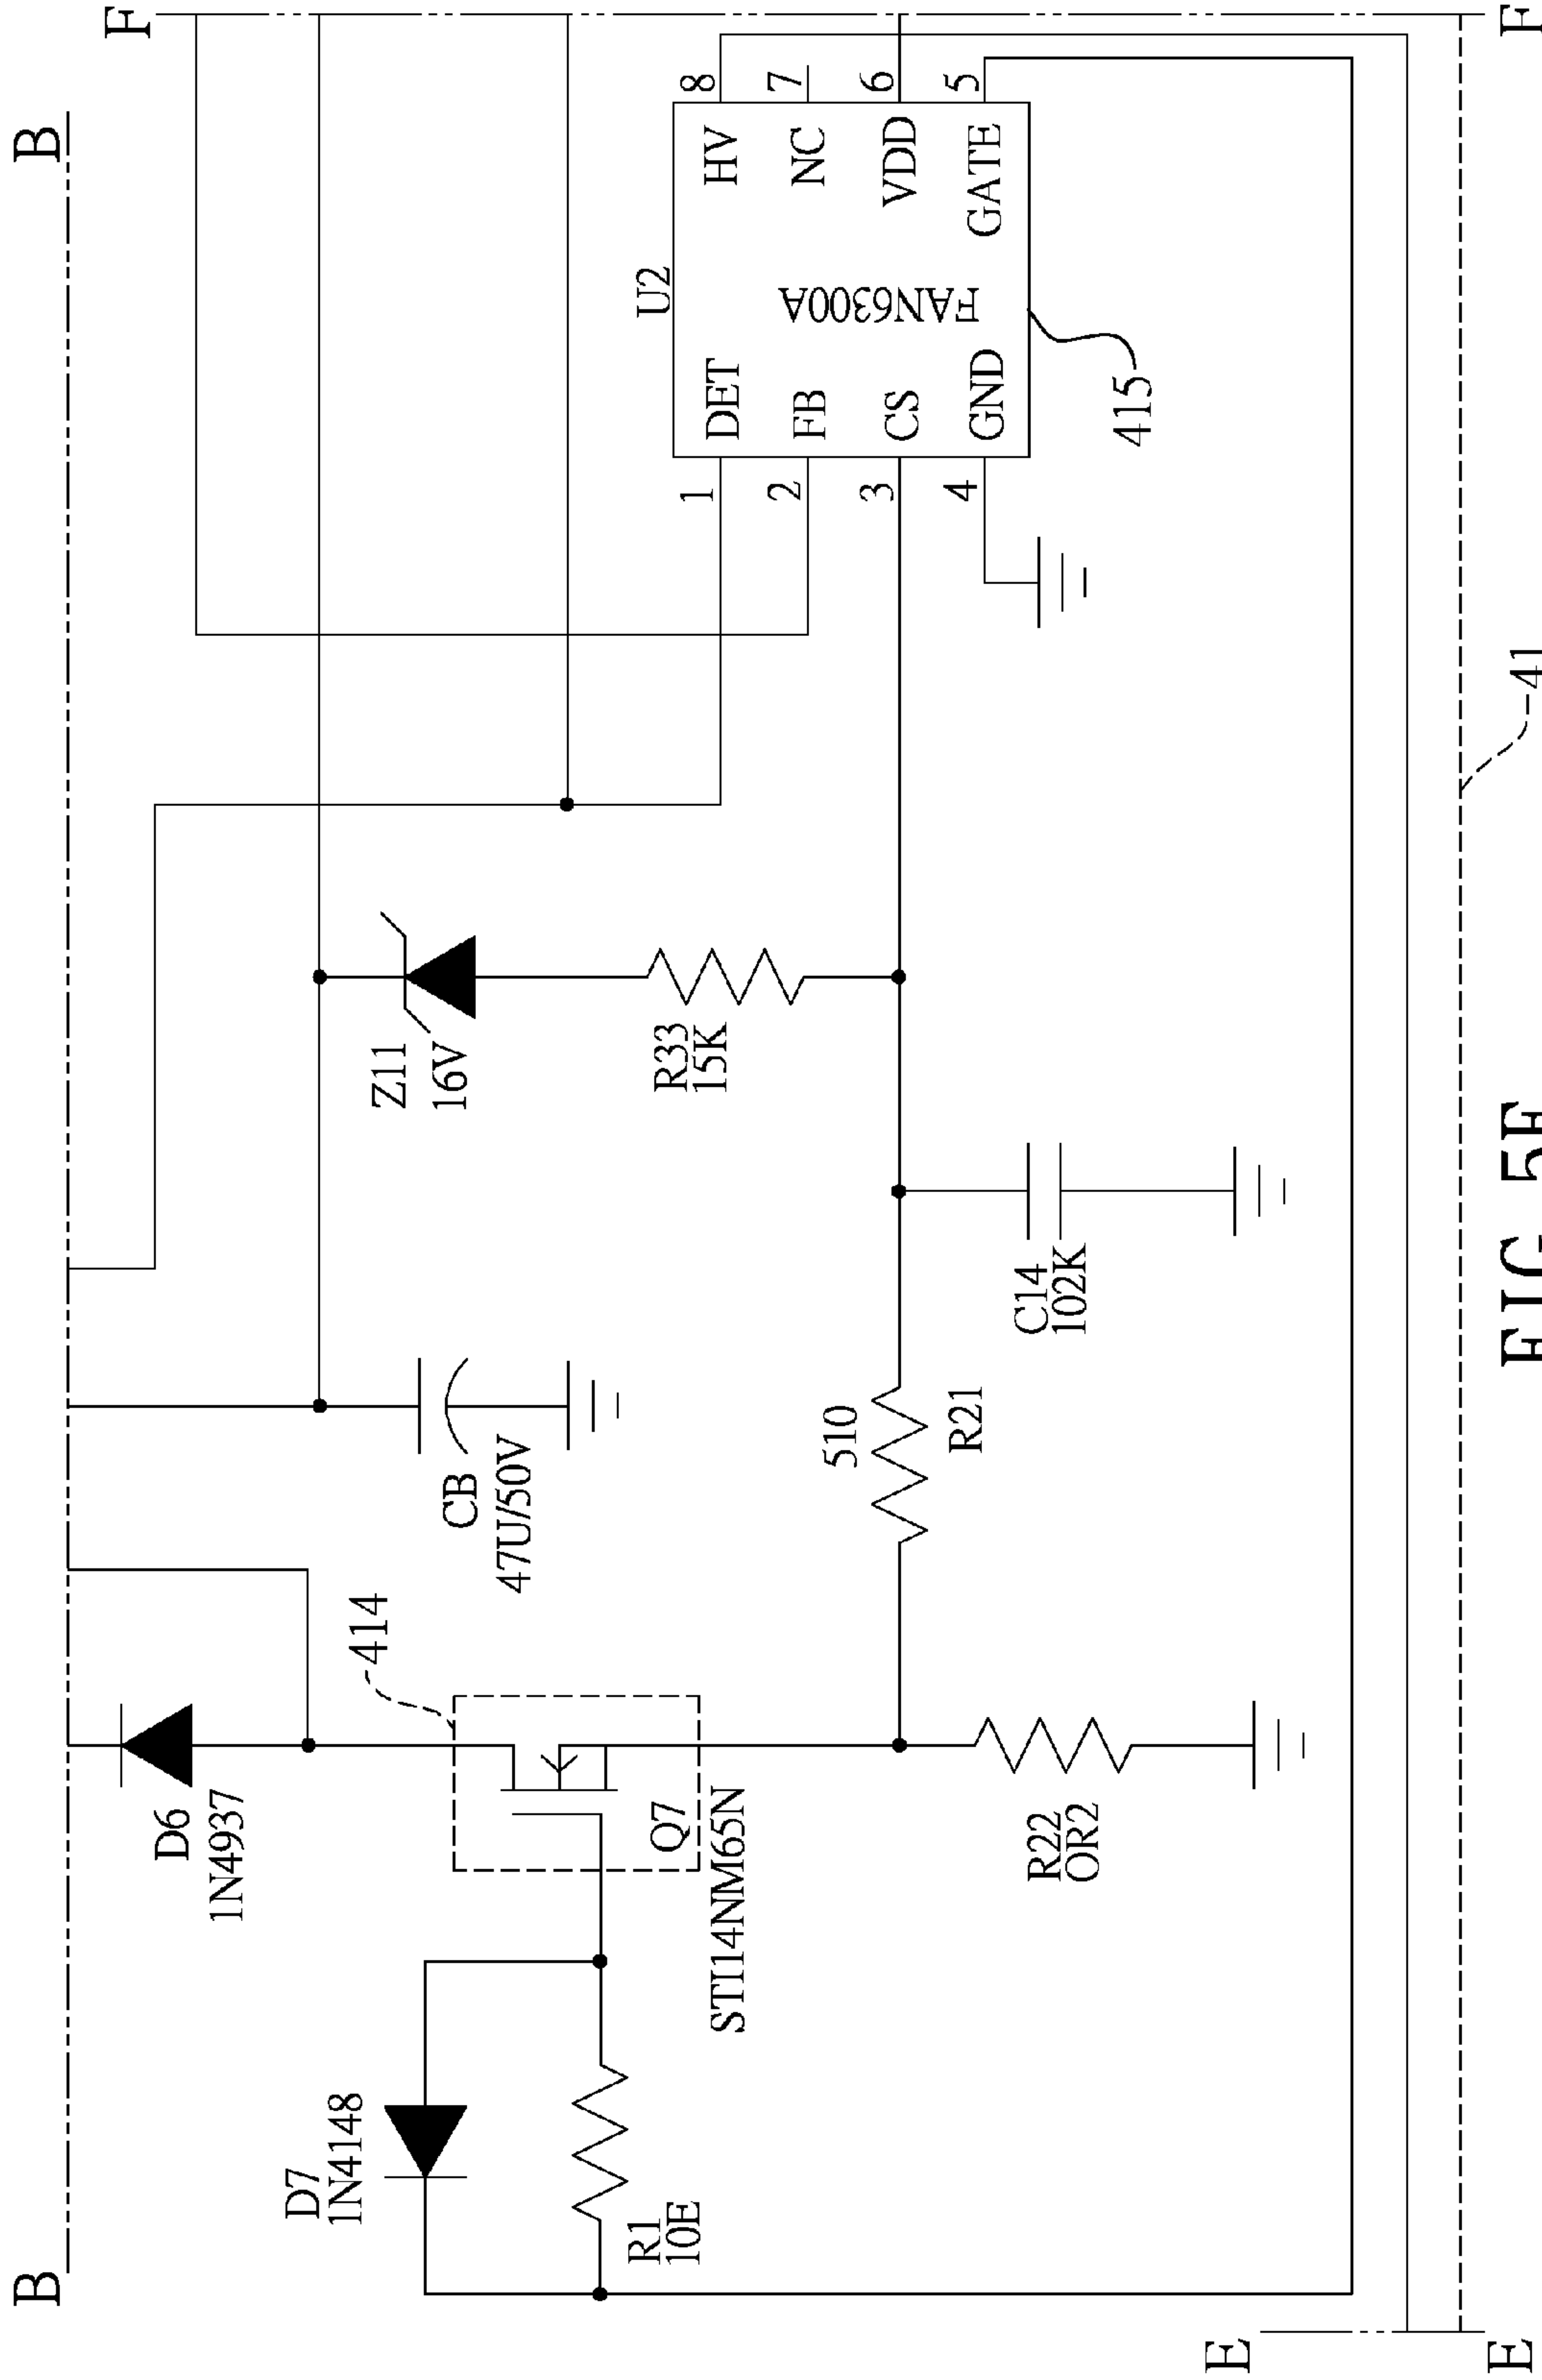 B
B
F
F
E
E
D6
1N4937
414
D7
1N4148
R1
10E
Q7
STI14NM65N
CB
47U/50V
Z11
16V
R33
15K
510
R21
C14
102K
R22
OR2
U2
FAN6300A
DET
FB
CS
GND
HV
NC
VDD
GATE
1
2
3
4
8
7
6
5
415
41